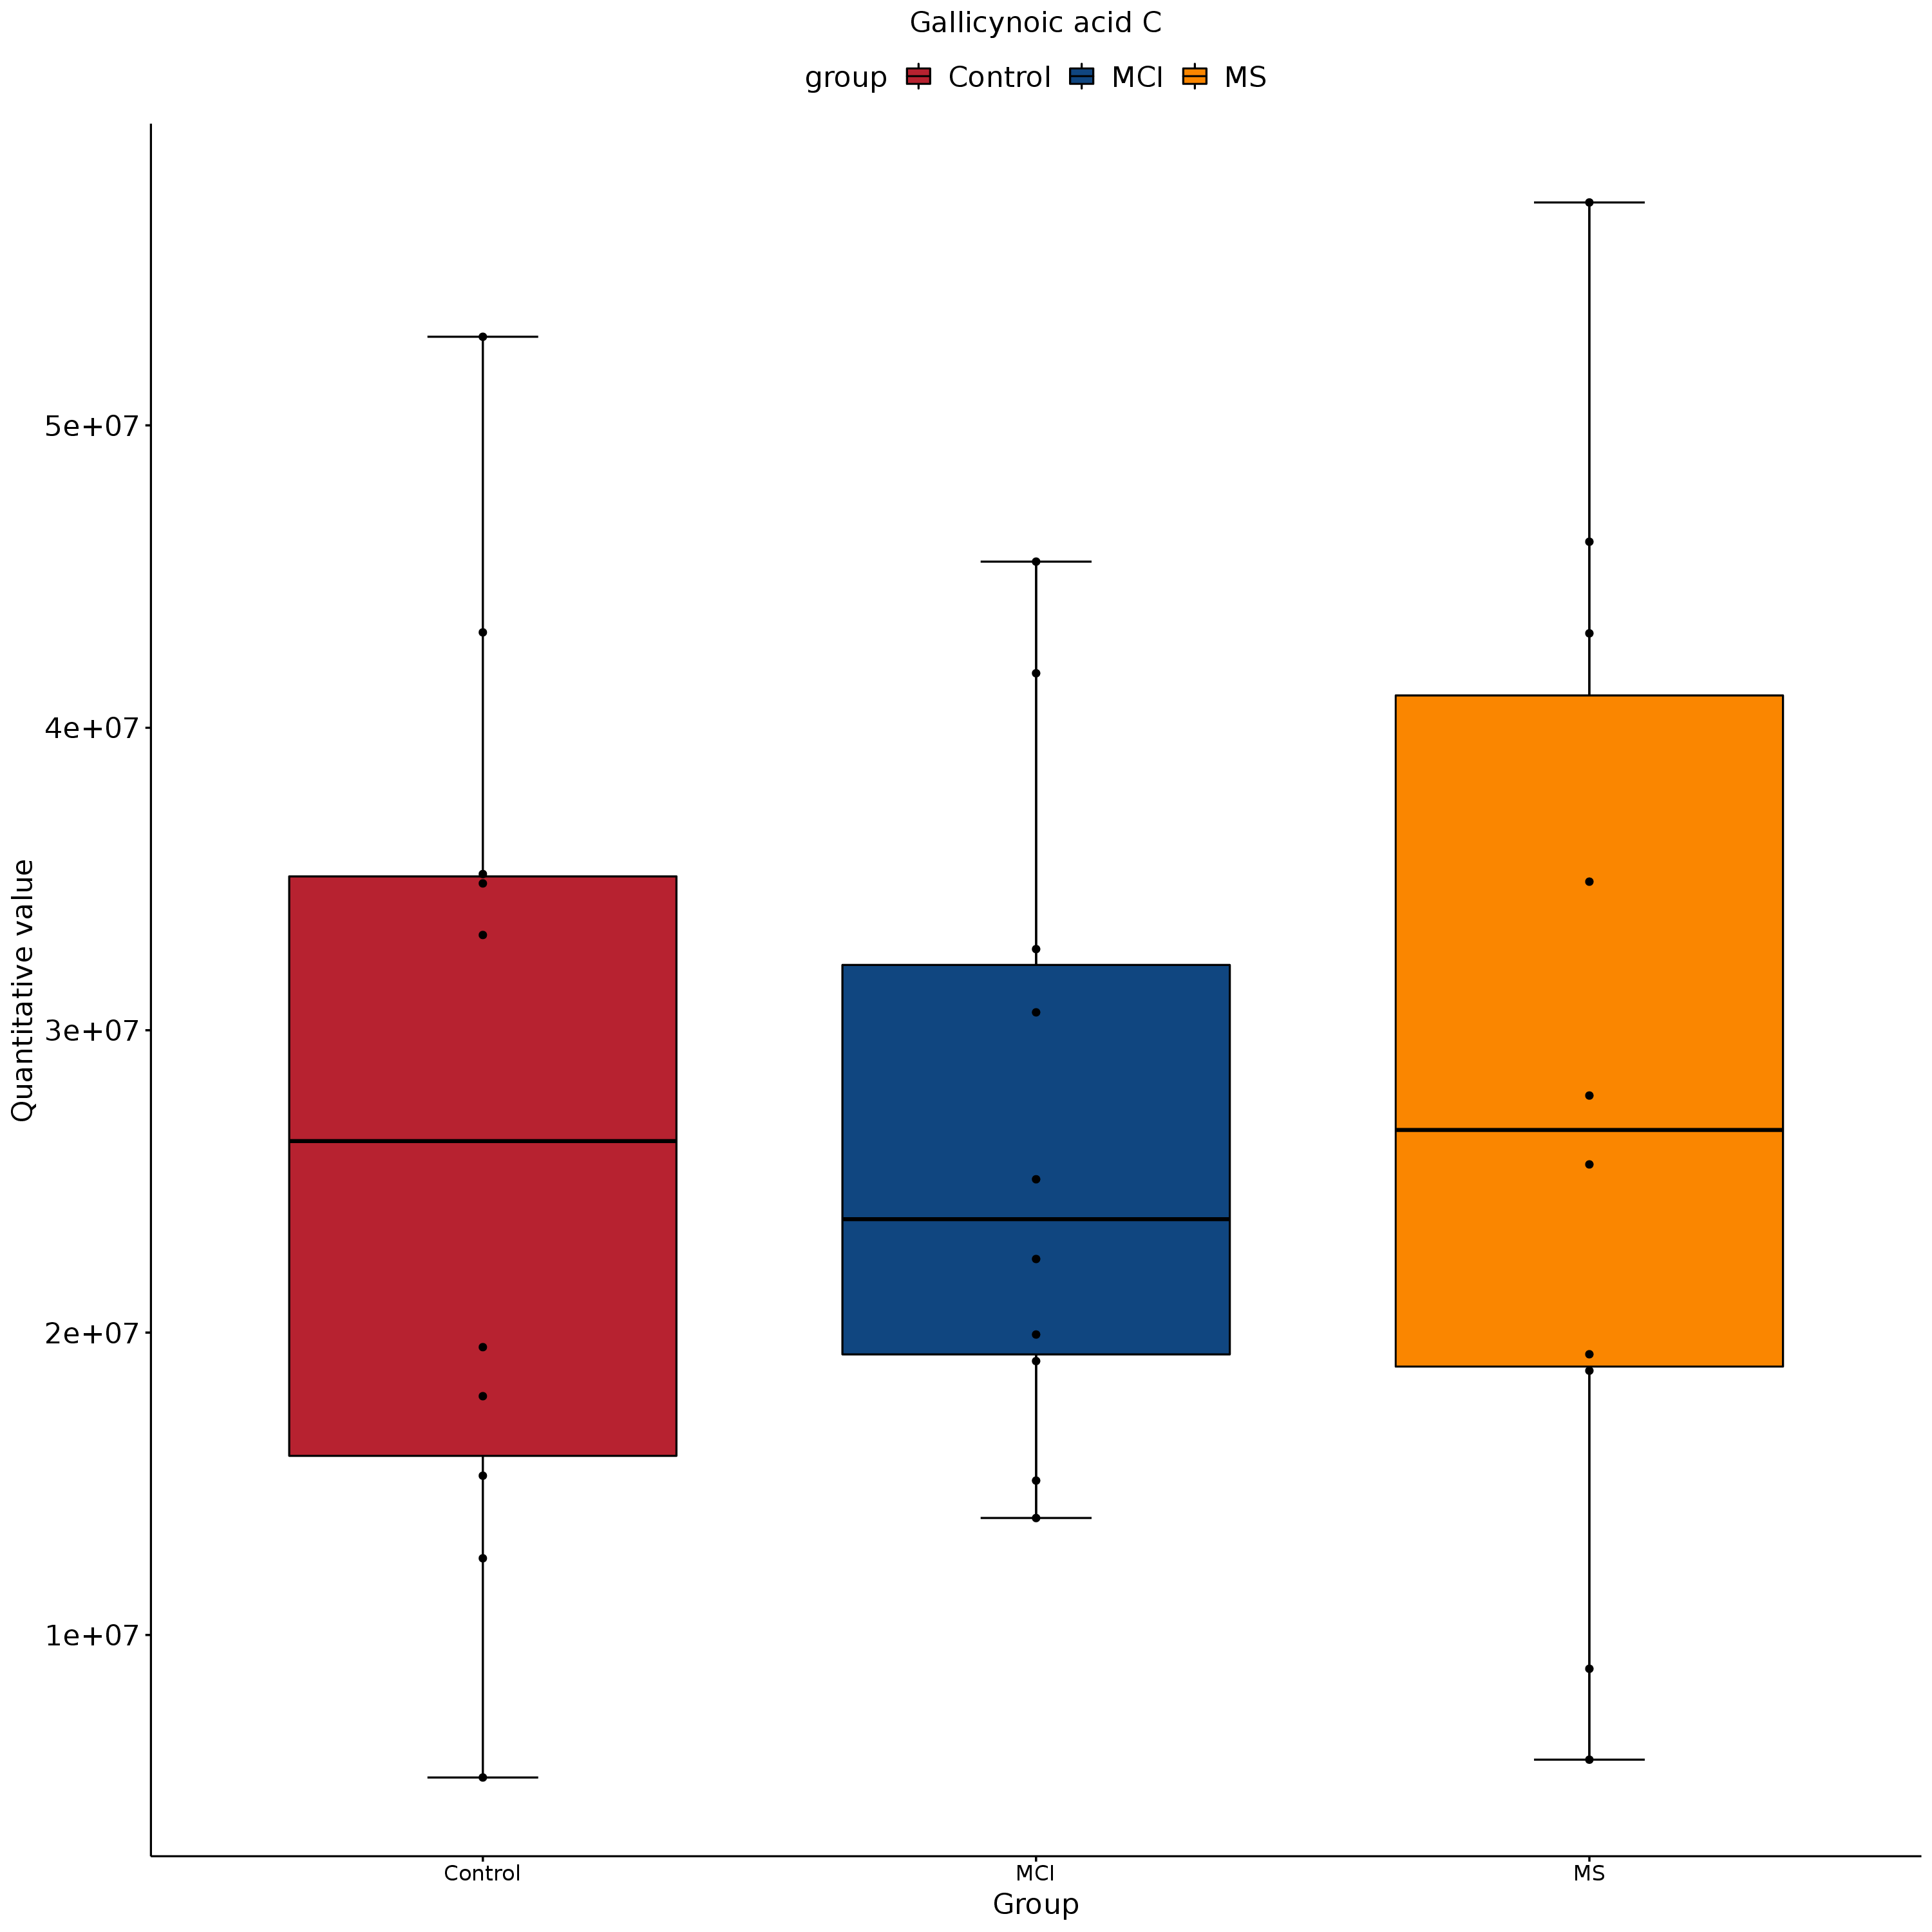 Gallicynoic acid C
group Control MCI MS
Quantitative value
5e+07
4e+07
3e+07
2e+07
1e+07
Control MCI MS
Group